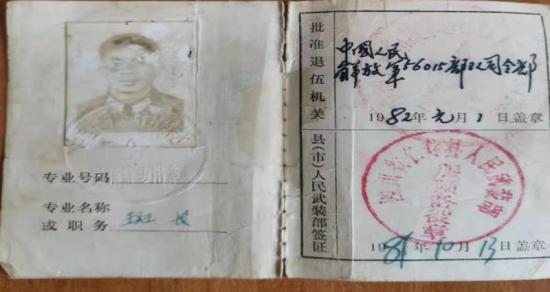 专业号码
专业名称
或职务 班长
批准退伍机关
中国人民
解放军56015部队司令部
1982年元月1日盖章
县(市)人民武装部签证
1981年10月13日盖章